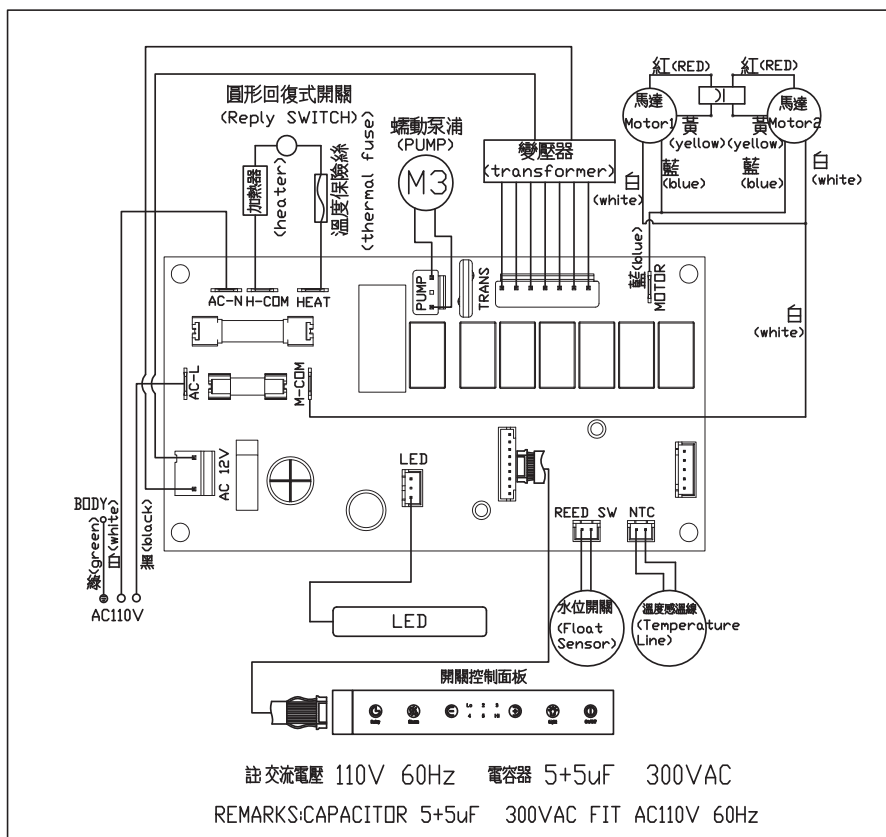 紅(RED)
紅(RED)
馬達
Motor1
馬達
Motor2
黃
(yellow)
黃
(yellow)
藍
(blue)
藍
(blue)
白
(white)
白
(white)
圓形回復式開關
(Reply SWITCH)
蠕動泵浦
(PUMP)
M3
變壓器
(transformer)
加熱器
(heater)
溫度保險絲
(thermal fuse)
藍(blue)
白
(white)
AC-N
H-COM
HEAT
PUMP
TRANS
MOTOR
AC-L
M-COM
AC 12V
LED
BODY
綠(green)
白(white)
黑(black)
AC110V
REED SW
NTC
LED
水位開關
(Float
Sensor)
溫度感溫線
(Temperature
Line)
開關控制面板
Lo 2 3
4 5 Hi
註 交流電壓 110V 60Hz 電容器 5+5uF 300VAC
REMARKS:CAPACITOR 5+5uF 300VAC FIT AC110V 60Hz